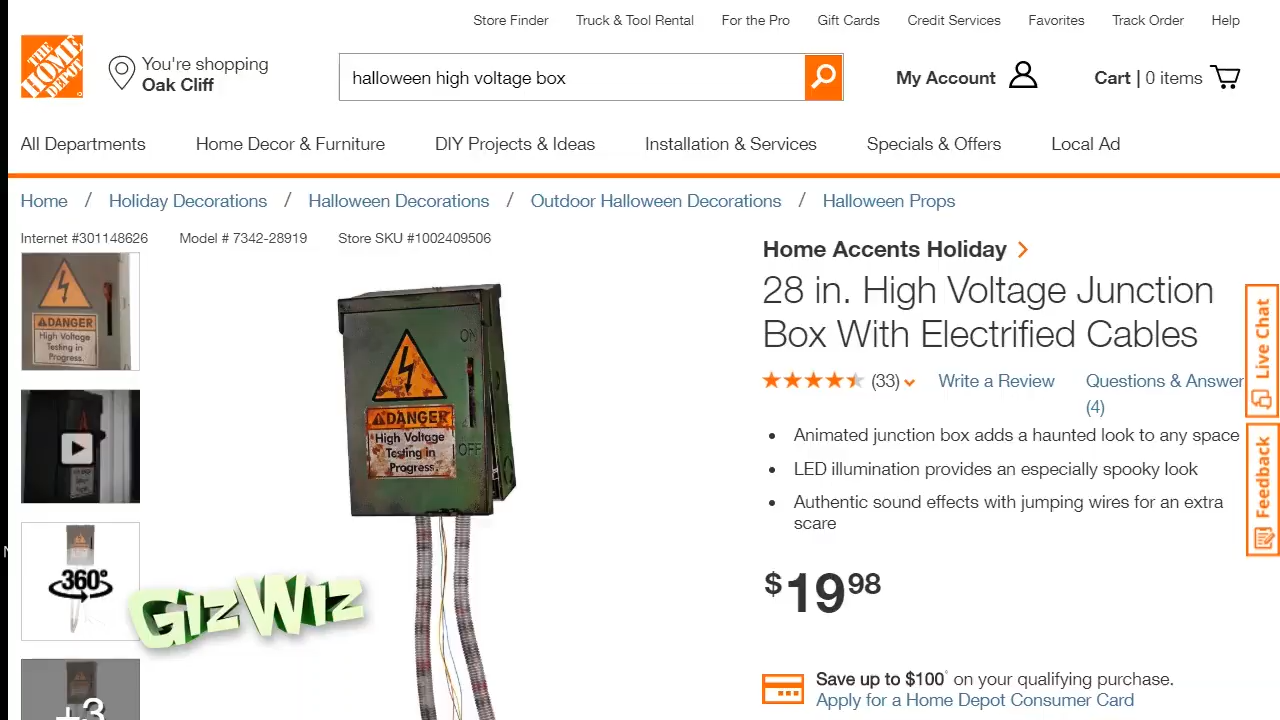 Store Finder Truck & Tool Rental For the Pro Gift Cards Credit Services Favorites Track Order Help
THE HOME DEPOT
You're shopping
Oak Cliff
halloween high voltage box
My Account
Cart | 0 items
All Departments Home Decor & Furniture DIY Projects & Ideas Installation & Services Specials & Offers Local Ad
Home / Holiday Decorations / Halloween Decorations / Outdoor Halloween Decorations / Halloween Props
Internet #301148626 Model # 7342-28919 Store SKU #1002409506
DANGER
High Voltage
Testing in
Progress.
360°
+3
ON
DANGER
High Voltage
Testing in
Progress.
OFF
GizWiz
Home Accents Holiday
28 in. High Voltage Junction
Box With Electrified Cables
(33) Write a Review Questions & Answer
(4)
• Animated junction box adds a haunted look to any space
• LED illumination provides an especially spooky look
• Authentic sound effects with jumping wires for an extra
scare
$1998
Save up to $100° on your qualifying purchase.
Apply for a Home Depot Consumer Card
Live Chat
Feedback